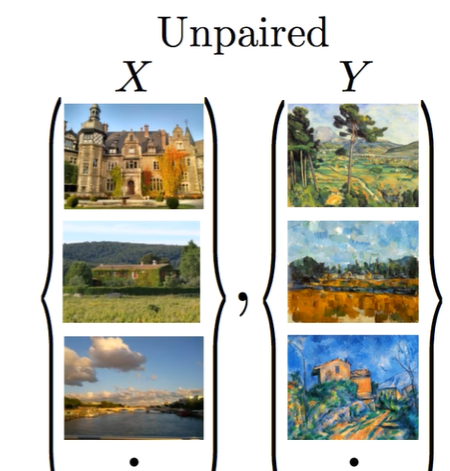 Unpaired
X Y
,